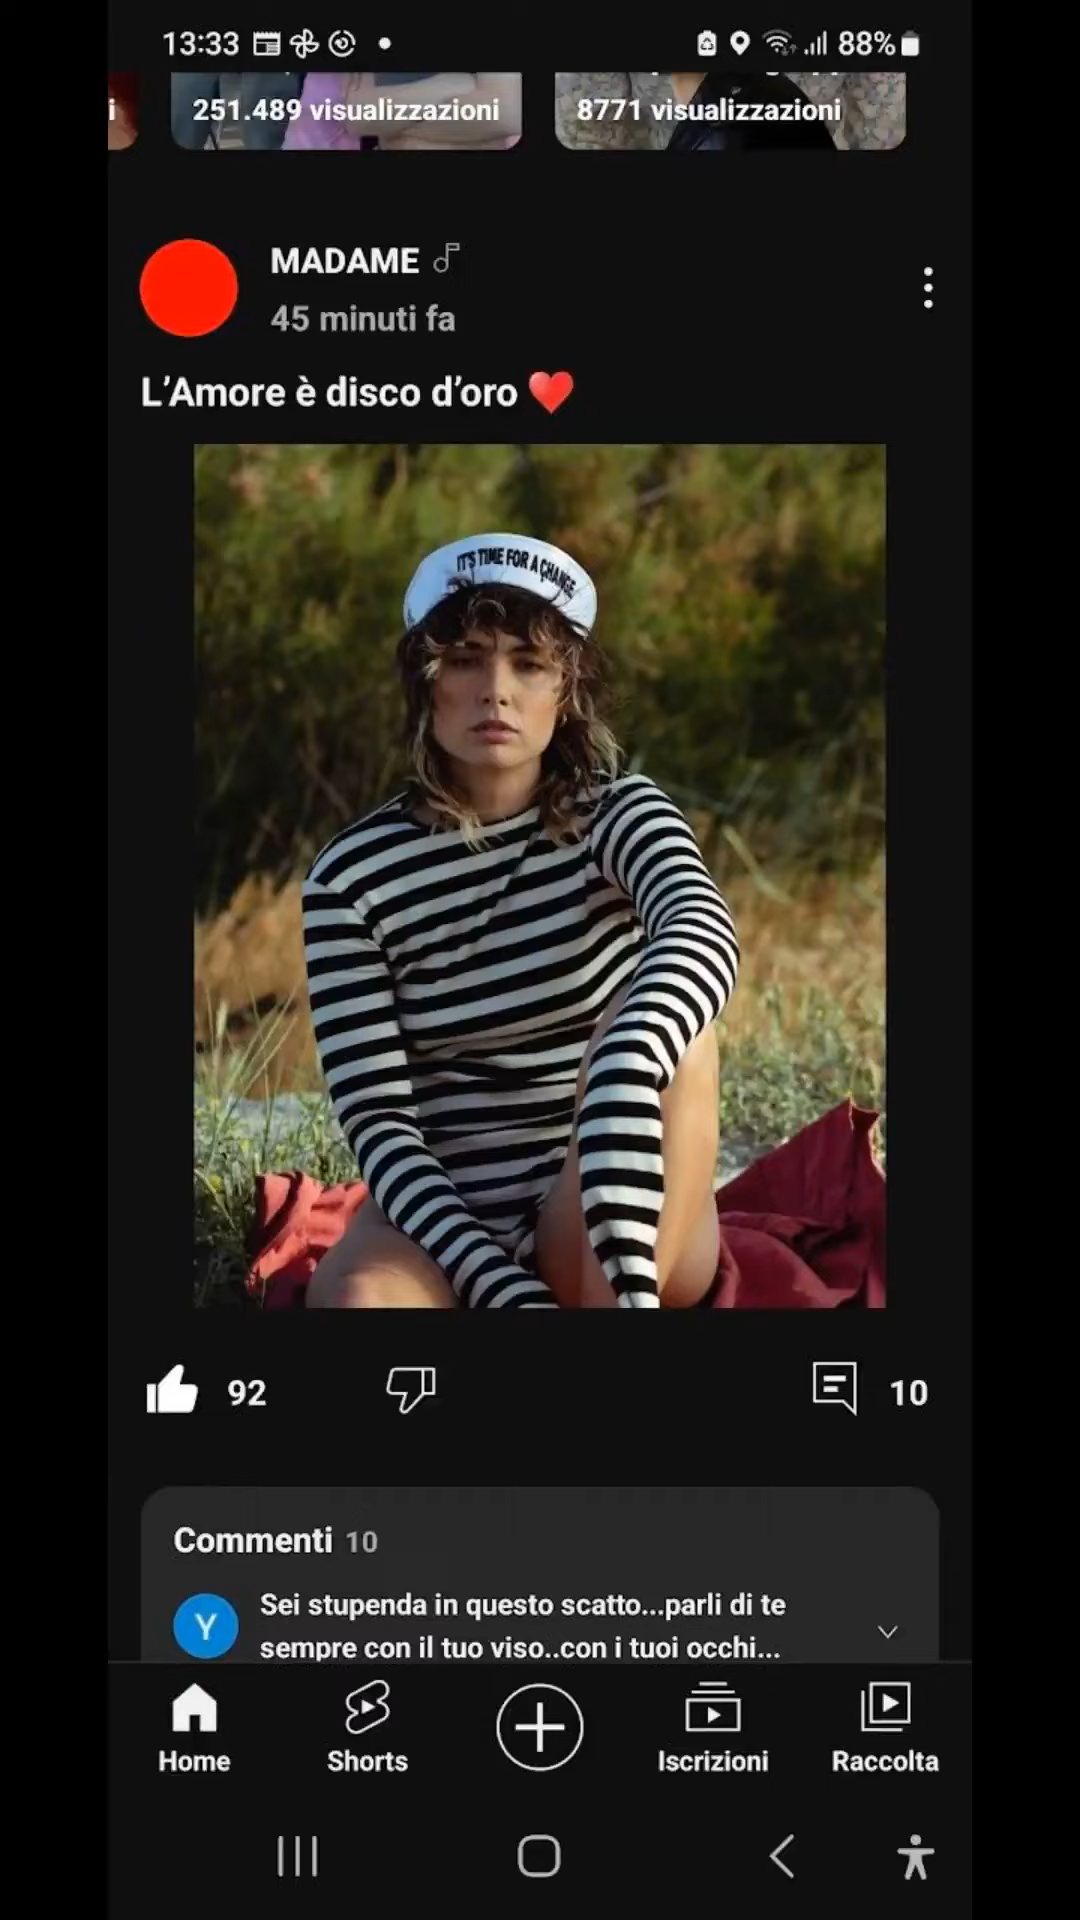 13:33
88%
i
251.489 visualizzazioni
8771 visualizzazioni
MADAME
45 minuti fa
L’Amore è disco d’oro ♥️
IT'S TIME FOR A CHANGE
92
10
Commenti 10
Y
Sei stupenda in questo scatto...parli di te
sempre con il tuo viso..con i tuoi occhi...
Home
Shorts
Iscrizioni
Raccolta